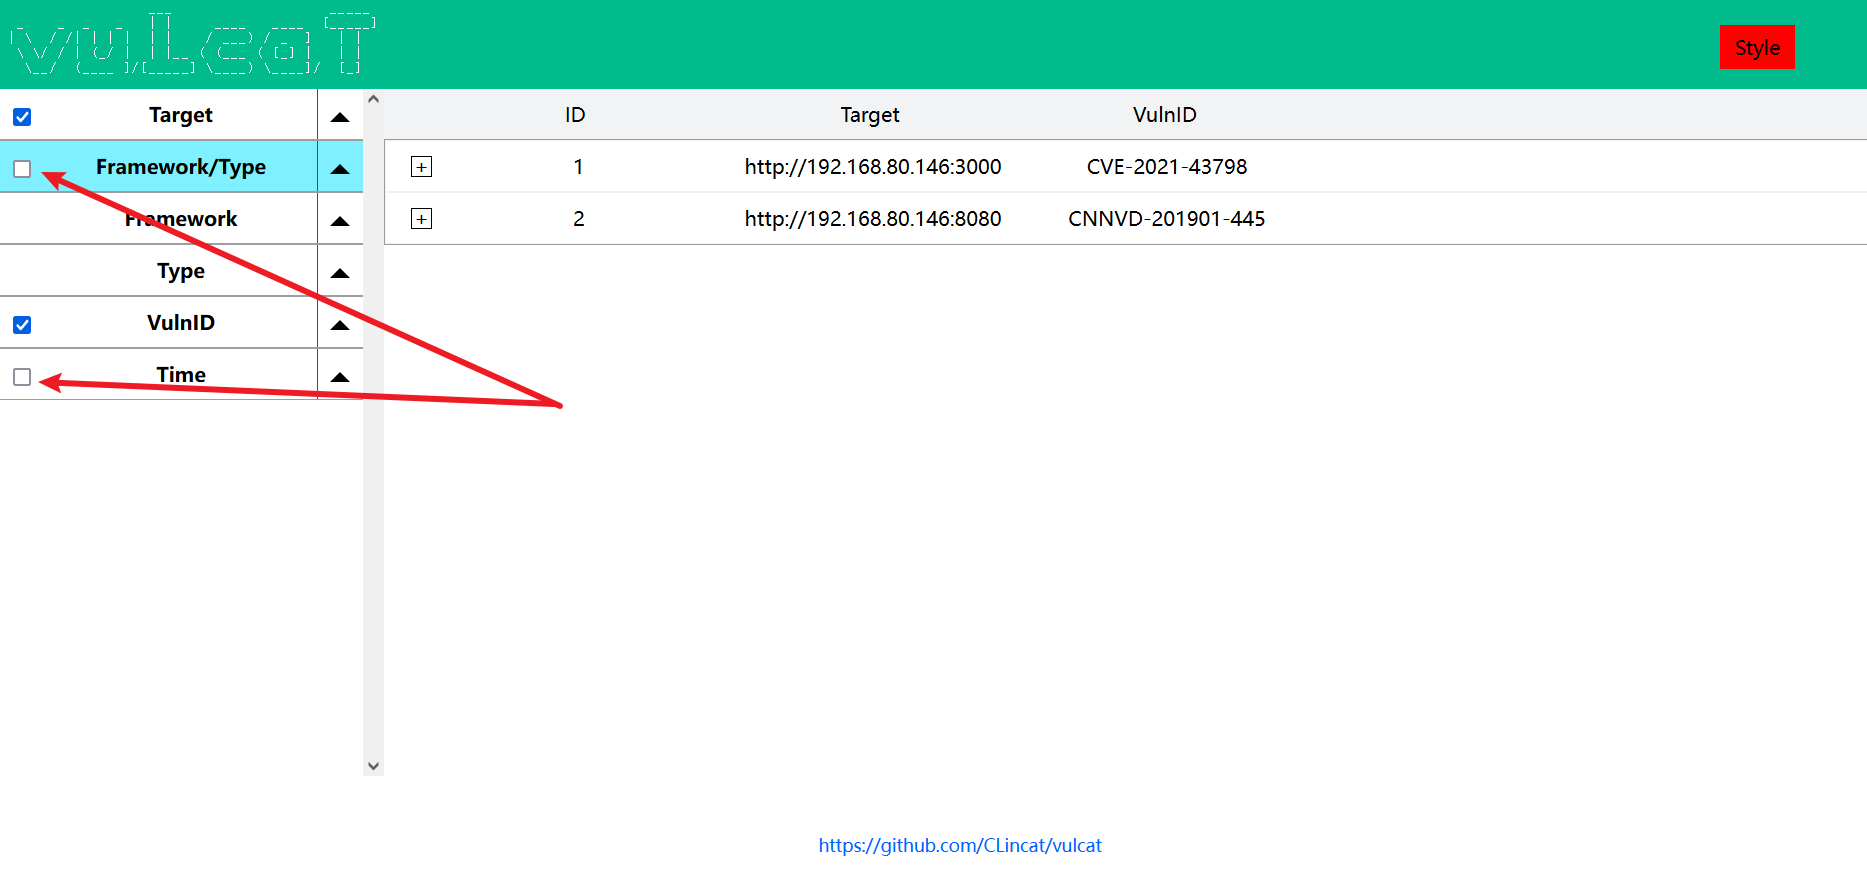 vulcat
Style
Target
ID Target VulnID
Framework/Type
+ 1 http://192.168.80.146:3000 CVE-2021-43798
Framework
+ 2 http://192.168.80.146:8080 CNNVD-201901-445
Type
VulnID
Time
https://github.com/CLincat/vulcat